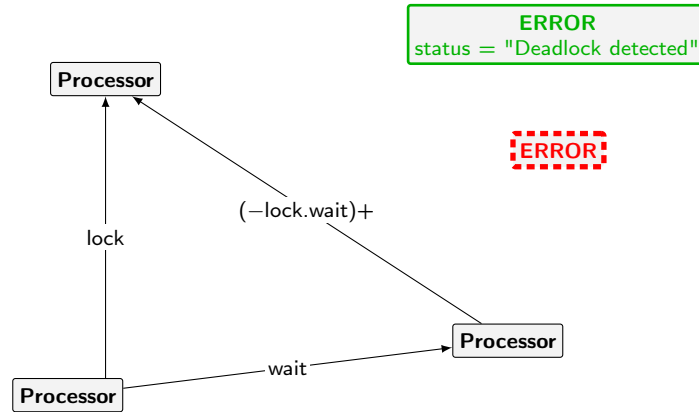 ERROR
status = "Deadlock detected"
Processor
ERROR
(−lock.wait)+
lock
Processor
wait
Processor